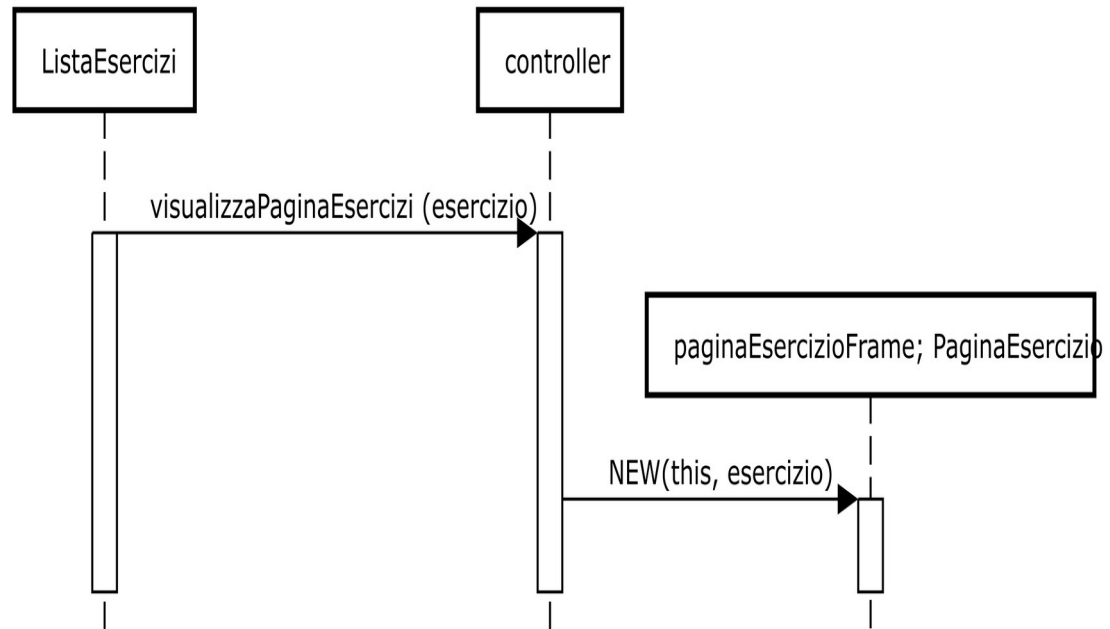 ListaEsercizi
controller
visualizzaPaginaEsercizi (esercizio)
paginaEsercizioFrame; PaginaEsercizio
NEW(this, esercizio)